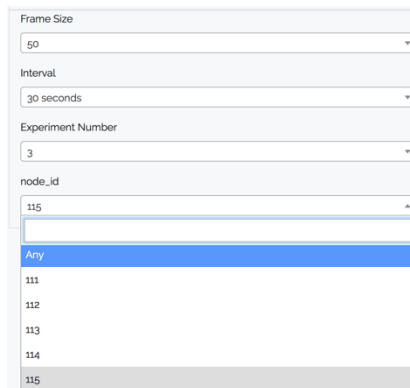 Frame Size
50
Interval
30 seconds
Experiment Number
3
node_id
115
Any
111
112
113
114
115